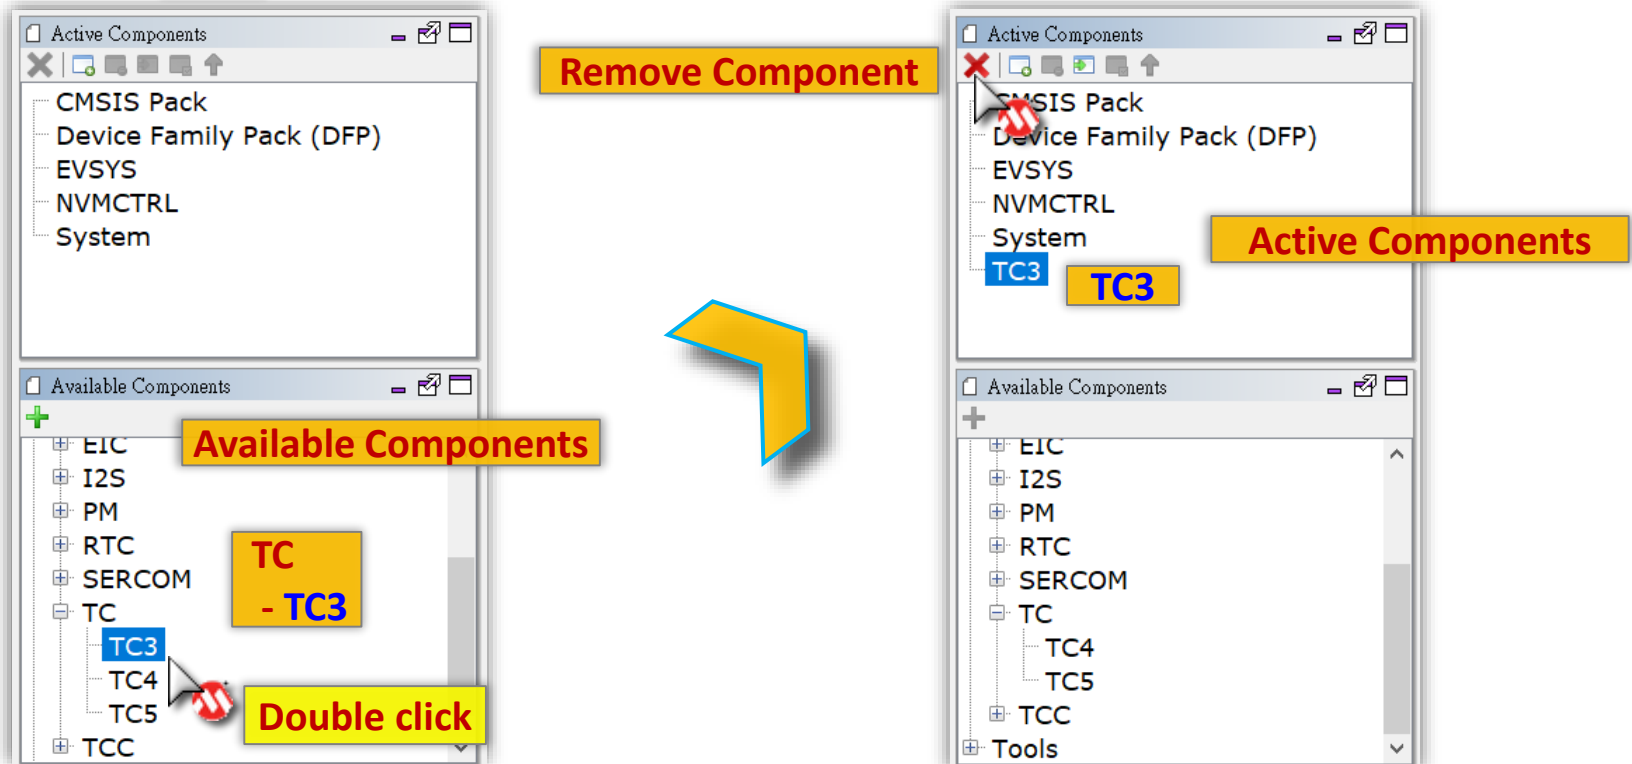 Active Components
CMSIS Pack
Device Family Pack (DFP)
EVSYS
NVMCTRL
System
Available Components
Available Components
EIC
I2S
PM
RTC
SERCOM
TC
TC3
TC4
TC5
TCC
TC
- TC3
Double click
Remove Component
Active Components
CMSIS Pack
Device Family Pack (DFP)
EVSYS
NVMCTRL
System
TC3
Active Components
TC3
Available Components
EIC
I2S
PM
RTC
SERCOM
TC
TC4
TC5
TCC
Tools